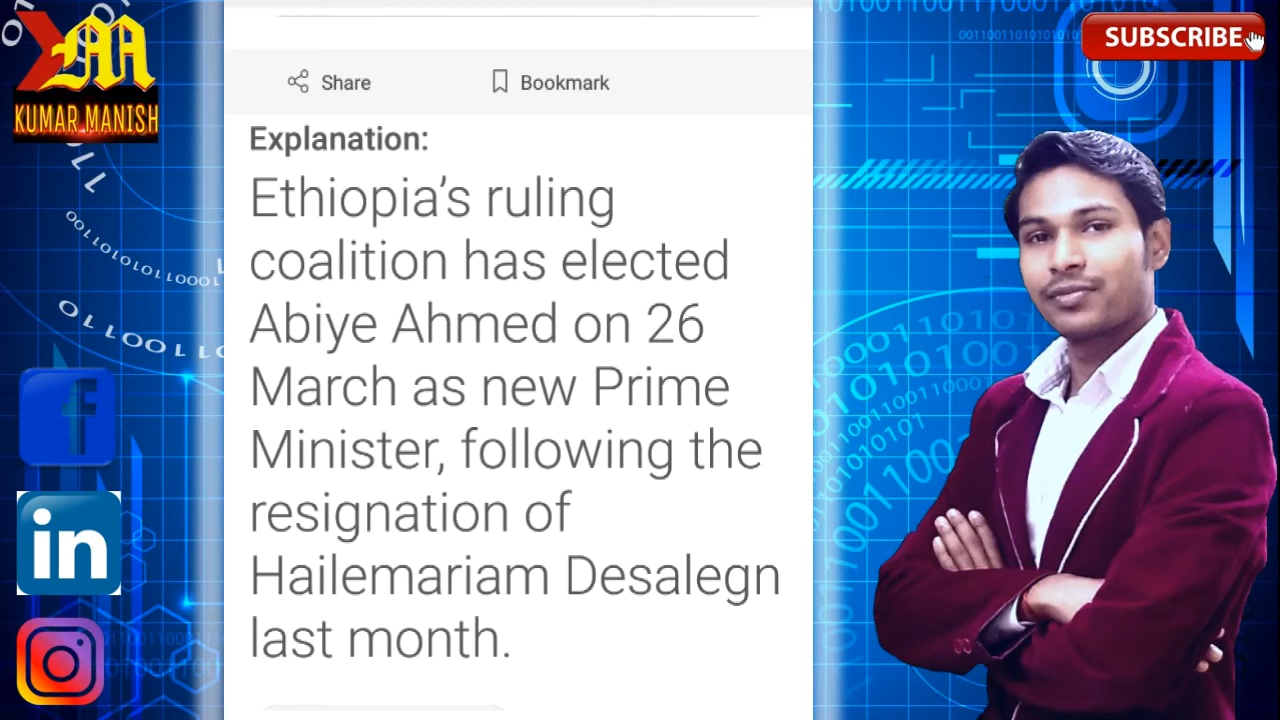 KUMAR MANISH
SUBSCRIBE
Share
Bookmark
Explanation:
Ethiopia’s ruling
coalition has elected
Abiye Ahmed on 26
March as new Prime
Minister, following the
resignation of
Hailemariam Desalegn
last month.
f
in